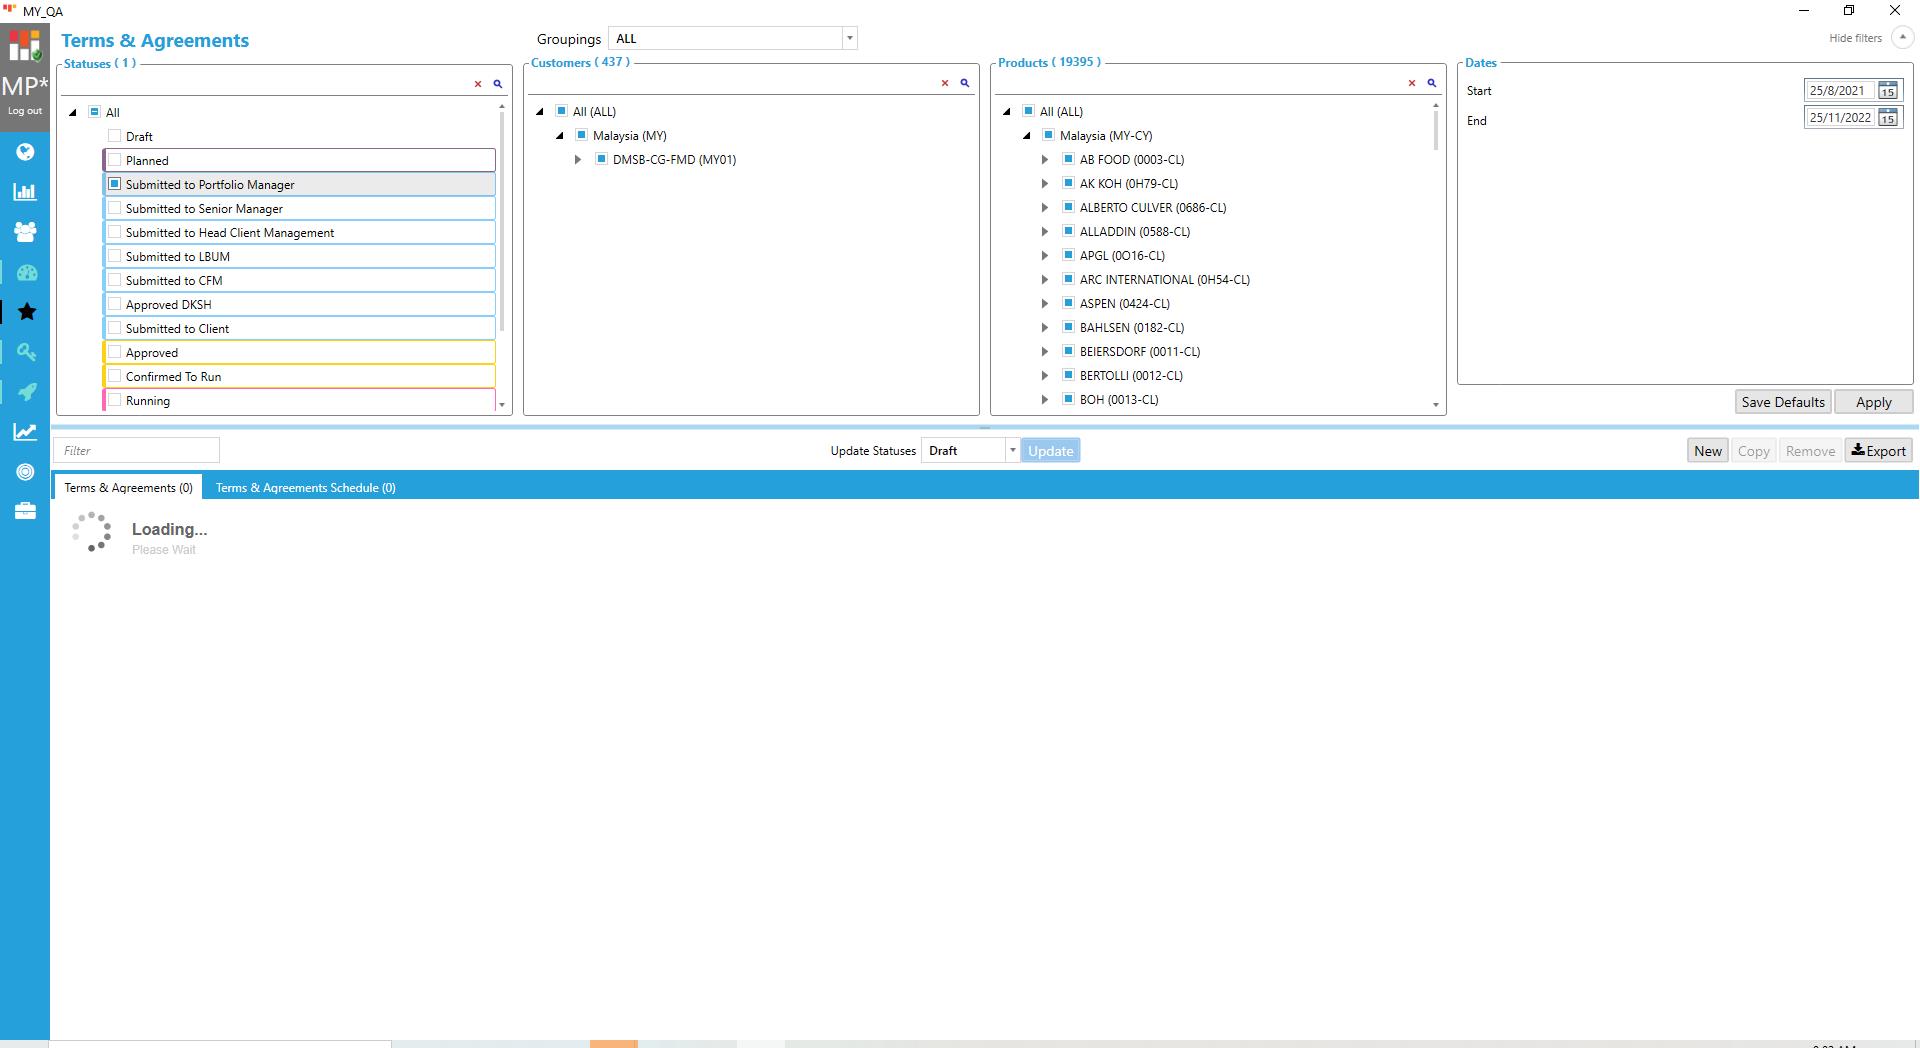 MY_QA
MP*
Log out
Terms & Agreements
Groupings ALL
Hide filters
Statuses ( 1 )
All
Draft
Planned
Submitted to Portfolio Manager
Submitted to Senior Manager
Submitted to Head Client Management
Submitted to LBUM
Submitted to CFM
Approved DKSH
Submitted to Client
Approved
Confirmed To Run
Running
Customers ( 437 )
All (ALL)
Malaysia (MY)
DMSB-CG-FMD (MY01)
Products ( 19395 )
All (ALL)
Malaysia (MY-CY)
AB FOOD (0003-CL)
AK KOH (0H79-CL)
ALBERTO CULVER (0686-CL)
ALLADDIN (0588-CL)
APGL (0O16-CL)
ARC INTERNATIONAL (0H54-CL)
ASPEN (0424-CL)
BAHLSEN (0182-CL)
BEIERSDORF (0011-CL)
BERTOLLI (0012-CL)
BOH (0013-CL)
Dates
Start 25/8/2021 15
End 25/11/2022 15
Save Defaults Apply
Filter Update Statuses Draft Update New Copy Remove Export
Terms & Agreements (0) Terms & Agreements Schedule (0)
Loading...
Please Wait